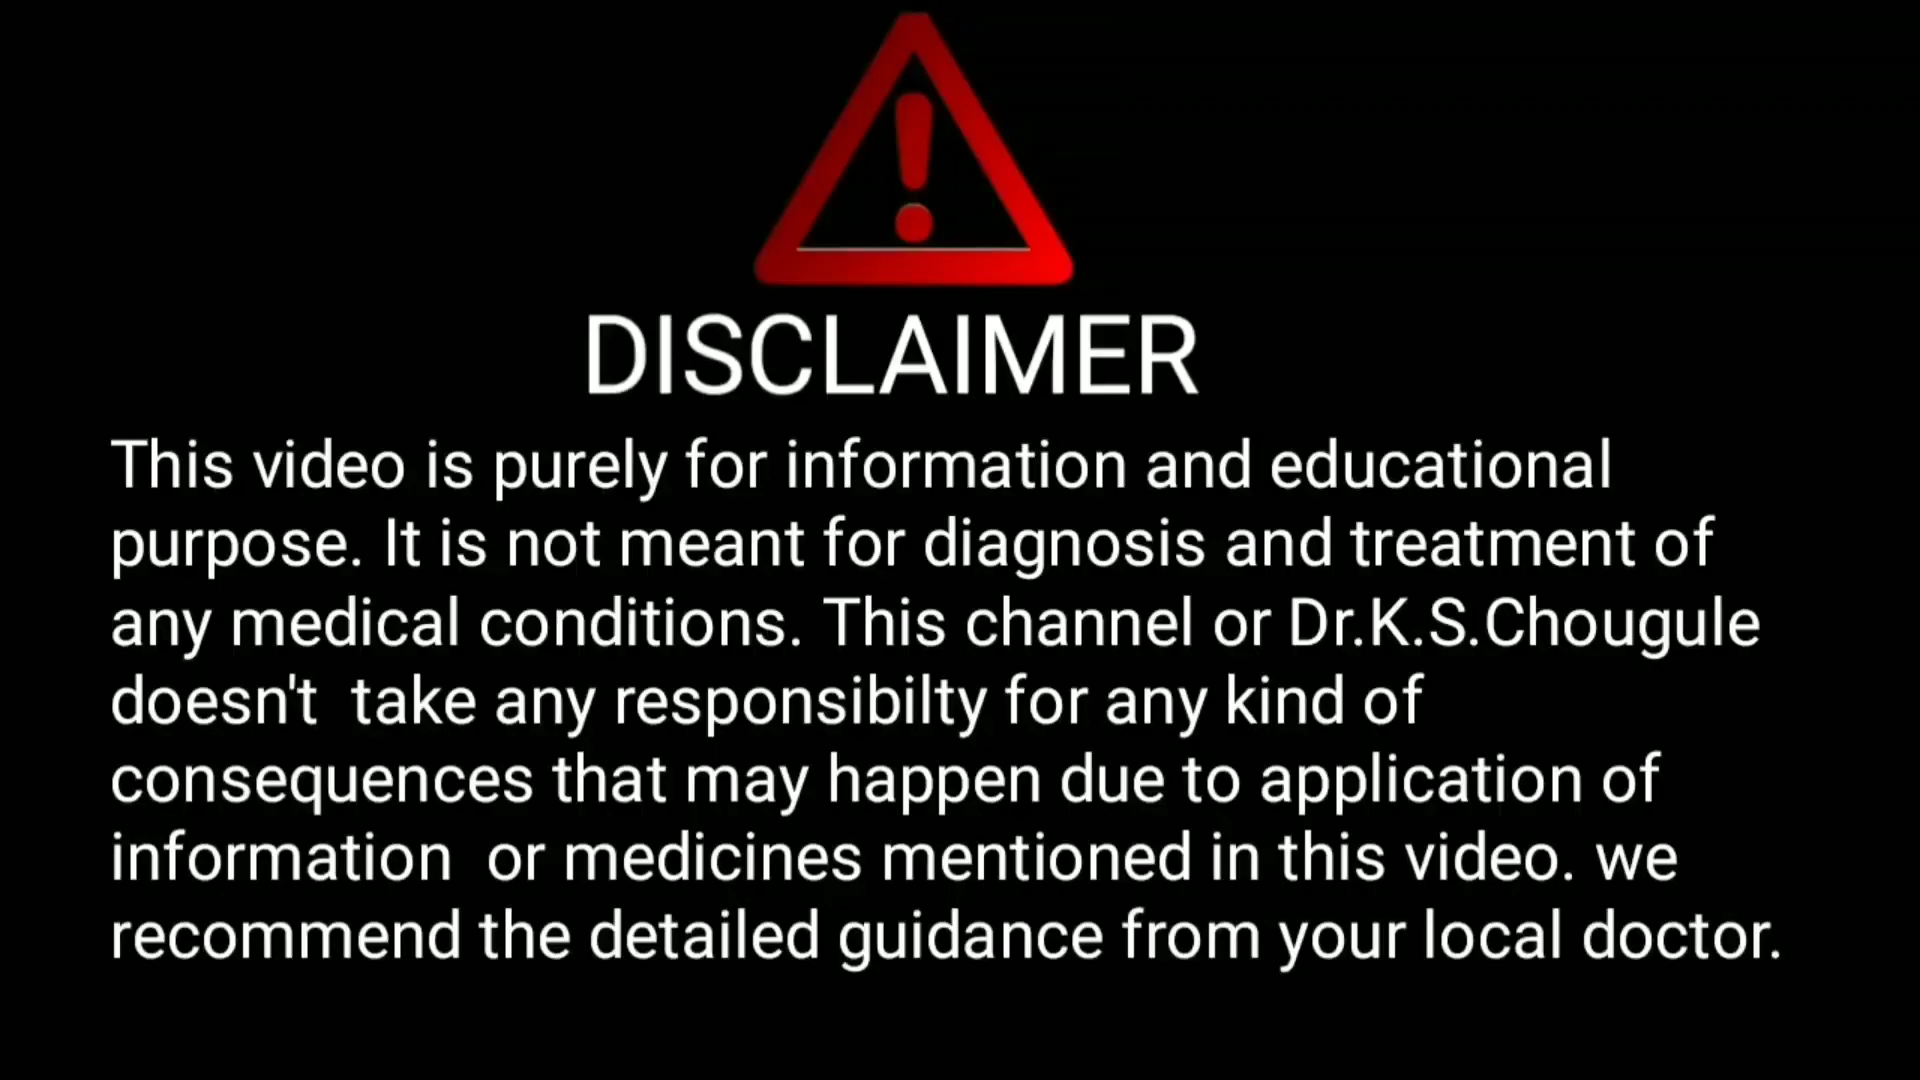 DISCLAIMER
This video is purely for information and educational
purpose. It is not meant for diagnosis and treatment of
any medical conditions. This channel or Dr.K.S.Chougule
doesn't  take any responsibilty for any kind of
consequences that may happen due to application of
information  or medicines mentioned in this video. we
recommend the detailed guidance from your local doctor.